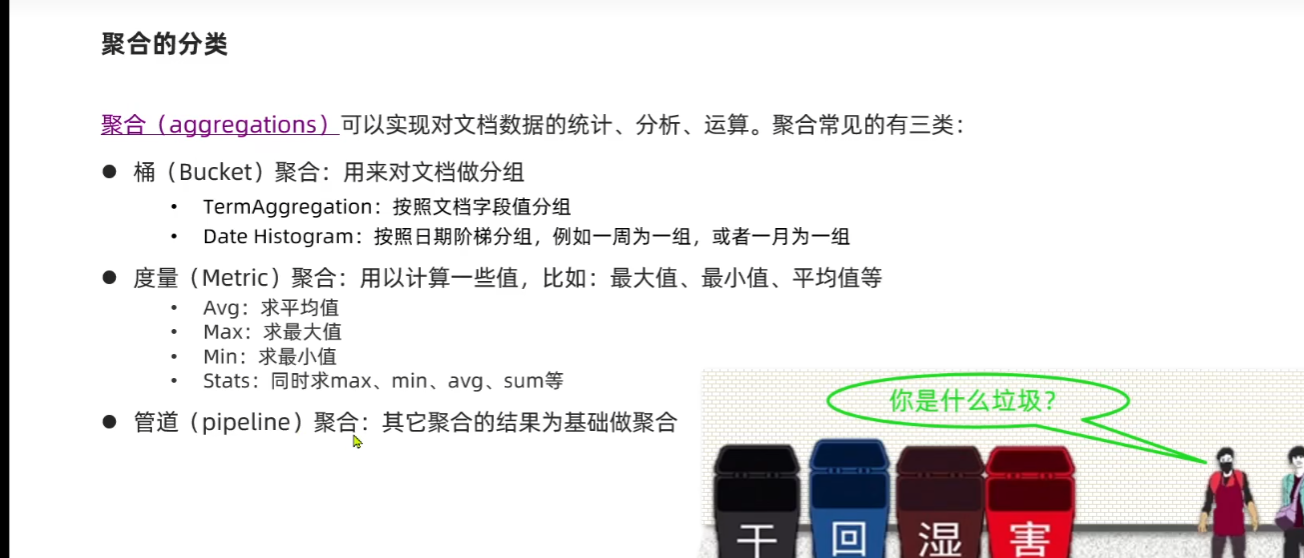 聚合的分类
聚合（aggregations）可以实现对文档数据的统计、分析、运算。聚合常见的有三类：
● 桶（Bucket）聚合：用来对文档做分组
• TermAggregation：按照文档字段值分组
• Date Histogram：按照日期阶梯分组，例如一周为一组，或者一月为一组
● 度量（Metric）聚合：用以计算一些值，比如：最大值、最小值、平均值等
• Avg：求平均值
• Max：求最大值
• Min：求最小值
• Stats：同时求max、min、avg、sum等
● 管道（pipeline）聚合：其它聚合的结果为基础做聚合
你是什么垃圾？
干 回 湿 害